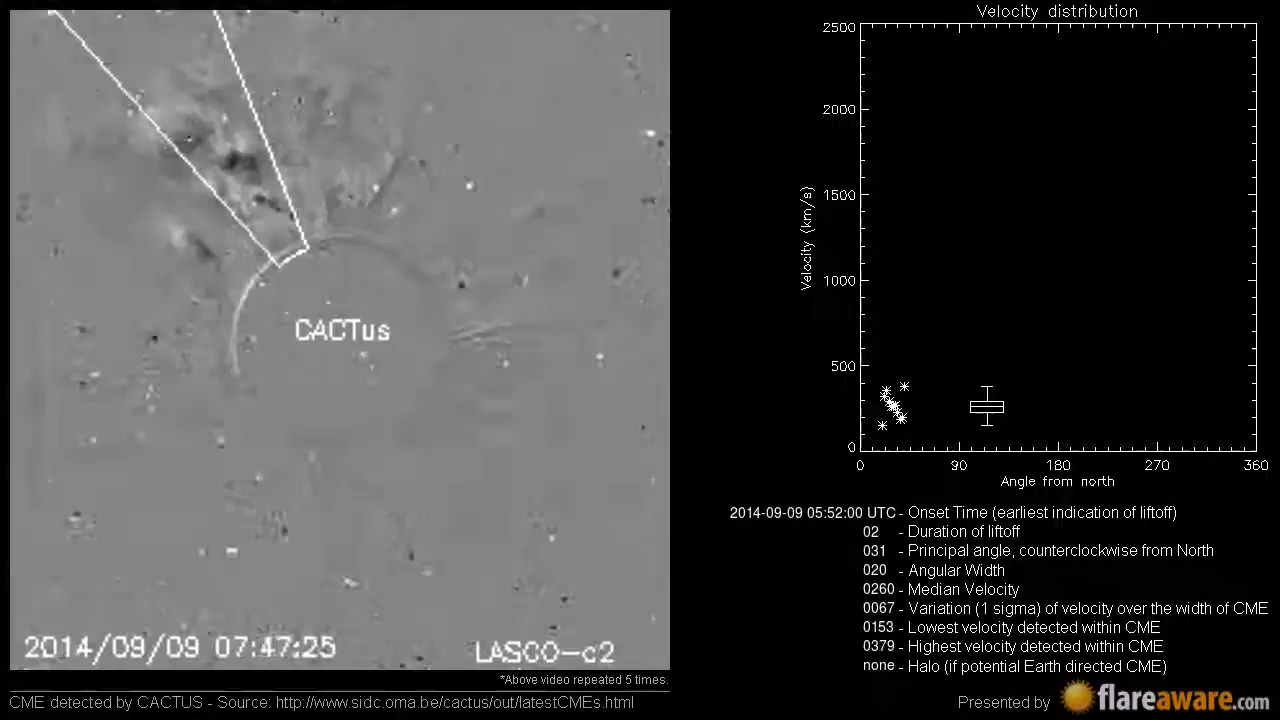 Velocity distribution
2500
2000
1500
1000
500
0
Velocity (km/s)
0 90 180 270 360
Angle from north
CACTus
2014/09/09 07:47:25
LASCO-c2
2014-09-09 05:52:00 UTC - Onset Time (earliest indication of liftoff)
02 - Duration of liftoff
031 - Principal angle, counterclockwise from North
020 - Angular Width
0260 - Median Velocity
0067 - Variation (1 sigma) of velocity over the width of CME
0153 - Lowest velocity detected within CME
0379 - Highest velocity detected within CME
none - Halo (if potential Earth directed CME)
*Above video repeated 5 times.
CME detected by CACTUS - Source: http://www.sidc.oma.be/cactus/out/latestCMEs.html
Presented by flareaware.com